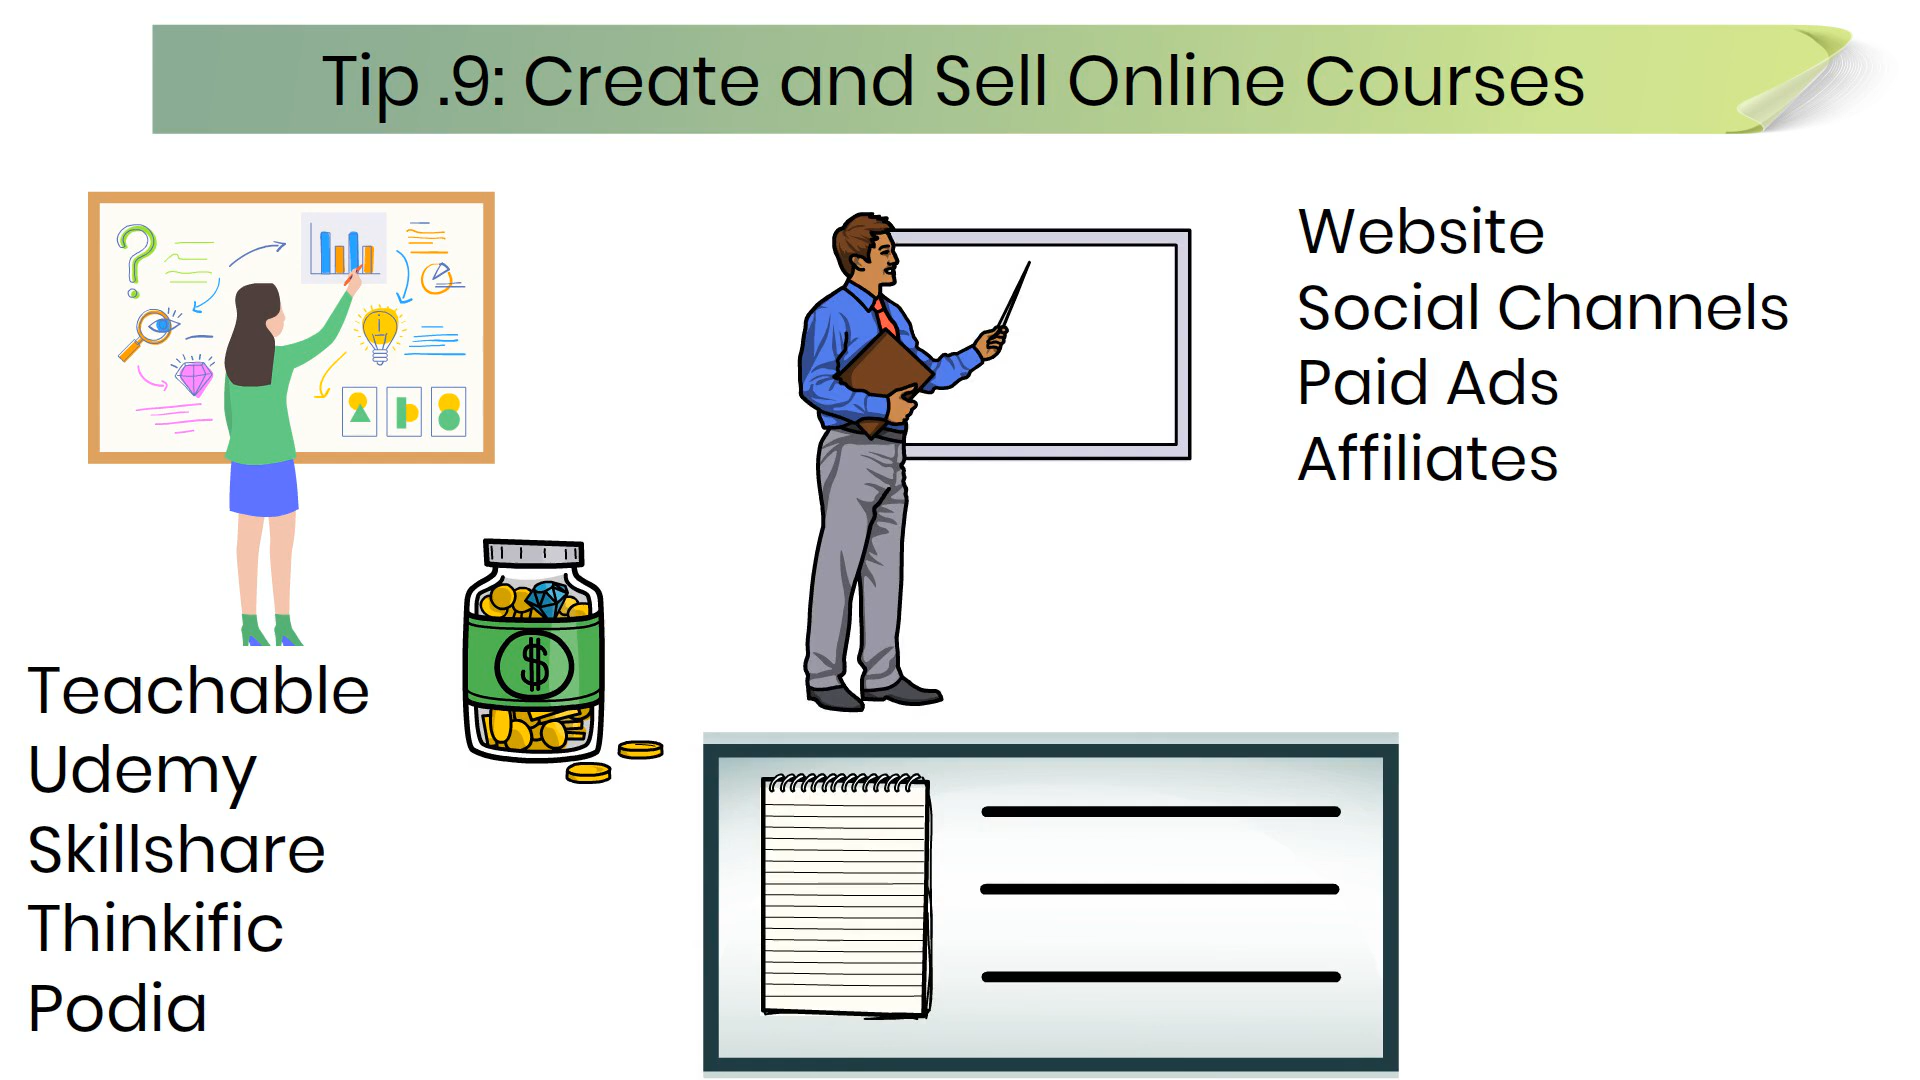 Tip .9: Create and Sell Online Courses
Website
Social Channels
Paid Ads
Affiliates
$
Teachable
Udemy
Skillshare
Thinkific
Podia